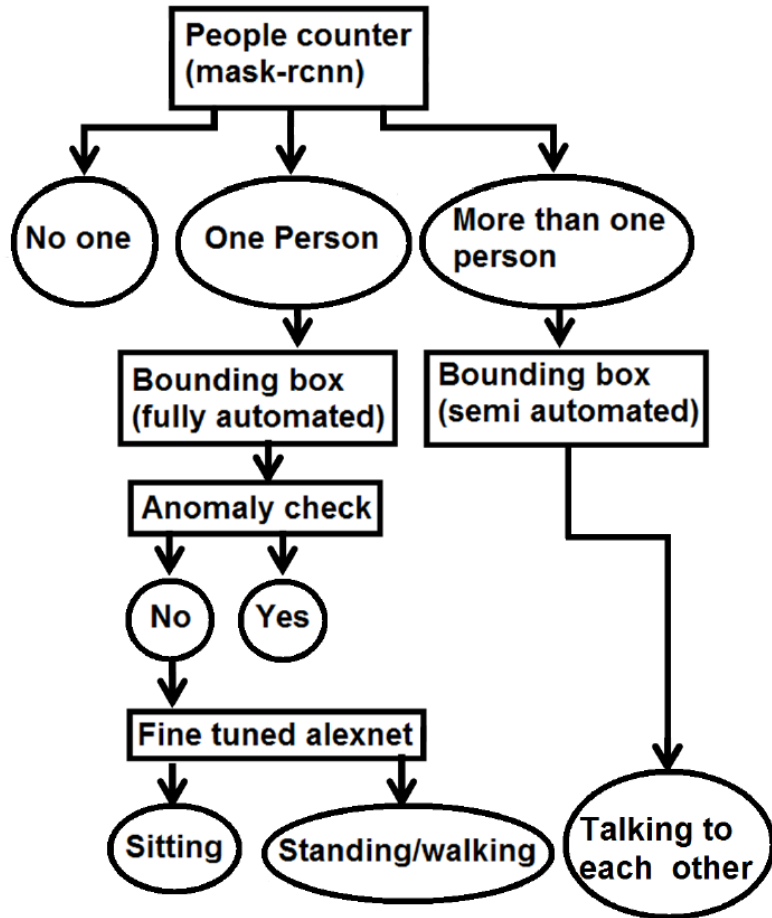 People counter
(mask-rcnn)
No one
One Person
More than one
person
Bounding box
(fully automated)
Bounding box
(semi automated)
Anomaly check
No
Yes
Fine tuned alexnet
Sitting
Standing/walking
Talking to
each other